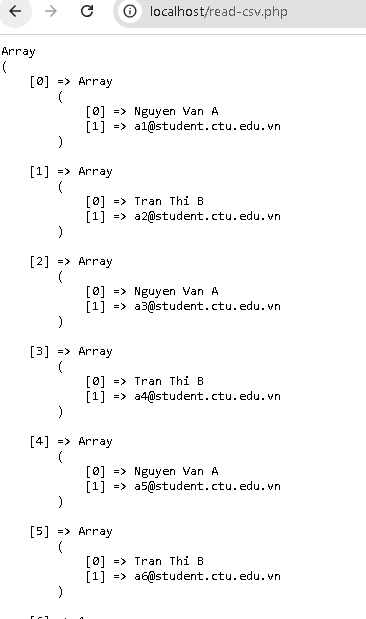 localhost/read-csv.php
Array
(
    [0] => Array
        (
            [0] => Nguyen Van A
            [1] => a1@student.ctu.edu.vn
        )

    [1] => Array
        (
            [0] => Tran Thi B
            [1] => a2@student.ctu.edu.vn
        )

    [2] => Array
        (
            [0] => Nguyen Van A
            [1] => a3@student.ctu.edu.vn
        )

    [3] => Array
        (
            [0] => Tran Thi B
            [1] => a4@student.ctu.edu.vn
        )

    [4] => Array
        (
            [0] => Nguyen Van A
            [1] => a5@student.ctu.edu.vn
        )

    [5] => Array
        (
            [0] => Tran Thi B
            [1] => a6@student.ctu.edu.vn
        )